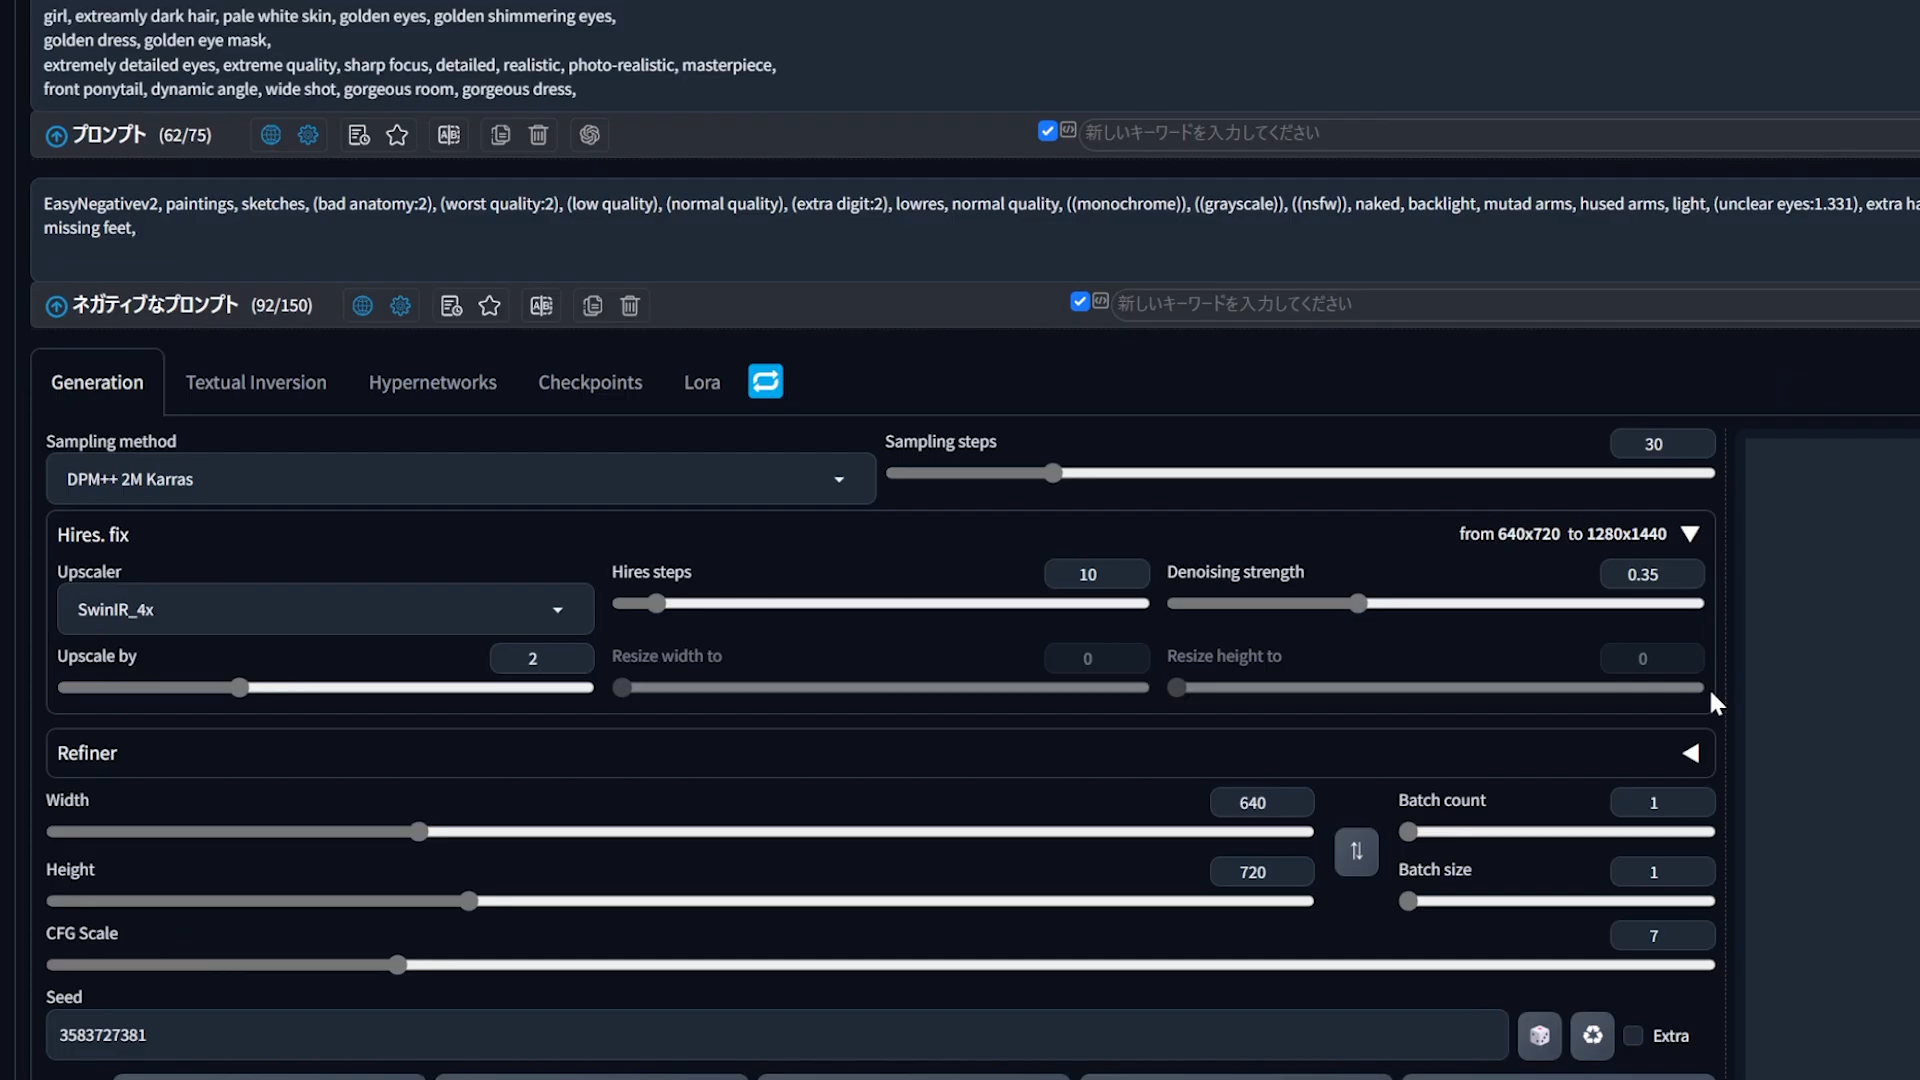 girl, extreamly dark hair, pale white skin, golden eyes, golden shimmering eyes,
golden dress, golden eye mask,
extremely detailed eyes, extreme quality, sharp focus, detailed, realistic, photo-realistic, masterpiece,
front ponytail, dynamic angle, wide shot, gorgeous room, gorgeous dress,
プロンプト (62/75)
新しいキーワードを入力してください
EasyNegativev2, paintings, sketches, (bad anatomy:2), (worst quality:2), (low quality), (normal quality), (extra digit:2), lowres, normal quality, ((monochrome)), ((grayscale)), ((nsfw)), naked, backlight, mutad arms, hused arms, light, (unclear eyes:1.331), extra
missing feet,
ネガティブなプロンプト (92/150)
新しいキーワードを入力してください
Generation Textual Inversion Hypernetworks Checkpoints Lora
Sampling method
DPM++ 2M Karras
Sampling steps 30
Hires. fix from 640x720 to 1280x1440
Upscaler
SwinIR_4x
Hires steps 10
Denoising strength 0.35
Upscale by 2
Resize width to 0
Resize height to 0
Refiner
Width 640
Batch count 1
Height 720
Batch size 1
CFG Scale 7
Seed
3583727381
Extra